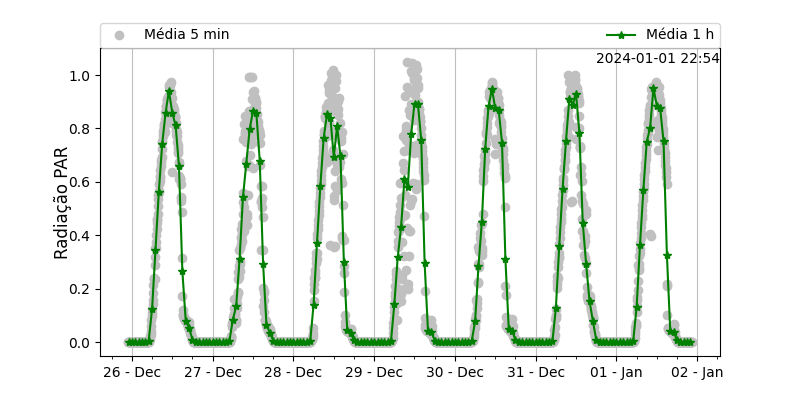 Média 5 min
Média 1 h
2024-01-01 22:54
Radiação PAR
1.0
0.8
0.6
0.4
0.2
0.0
26 - Dec
27 - Dec
28 - Dec
29 - Dec
30 - Dec
31 - Dec
01 - Jan
02 - Jan